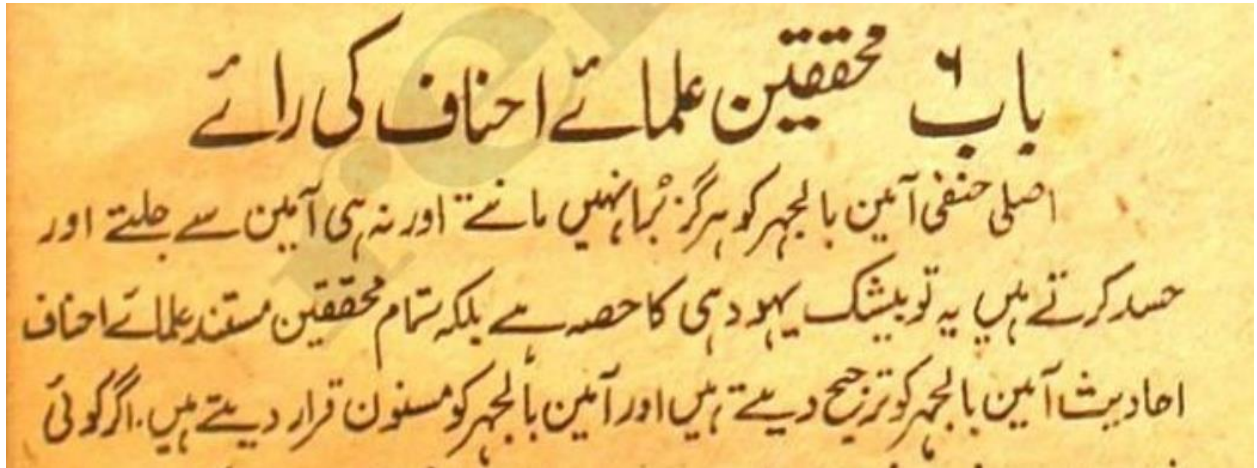 باب ۶ محققین علمائے احناف کی رائے
اصلی حنفی آمین بالجہر کو ہرگز بُرا نہیں مانتے اور نہ ہی آمین سے جلتے اور
حسد کرتے ہیں یہ تو بیشک یہود ہی کا حصہ ہے بلکہ تمام محققین مستند علمائے احناف
احادیث آمین بالجہر کو ترجیح دیتے ہیں اور آمین بالجہر کو مسنون قرار دیتے ہیں۔ اگر کوئی